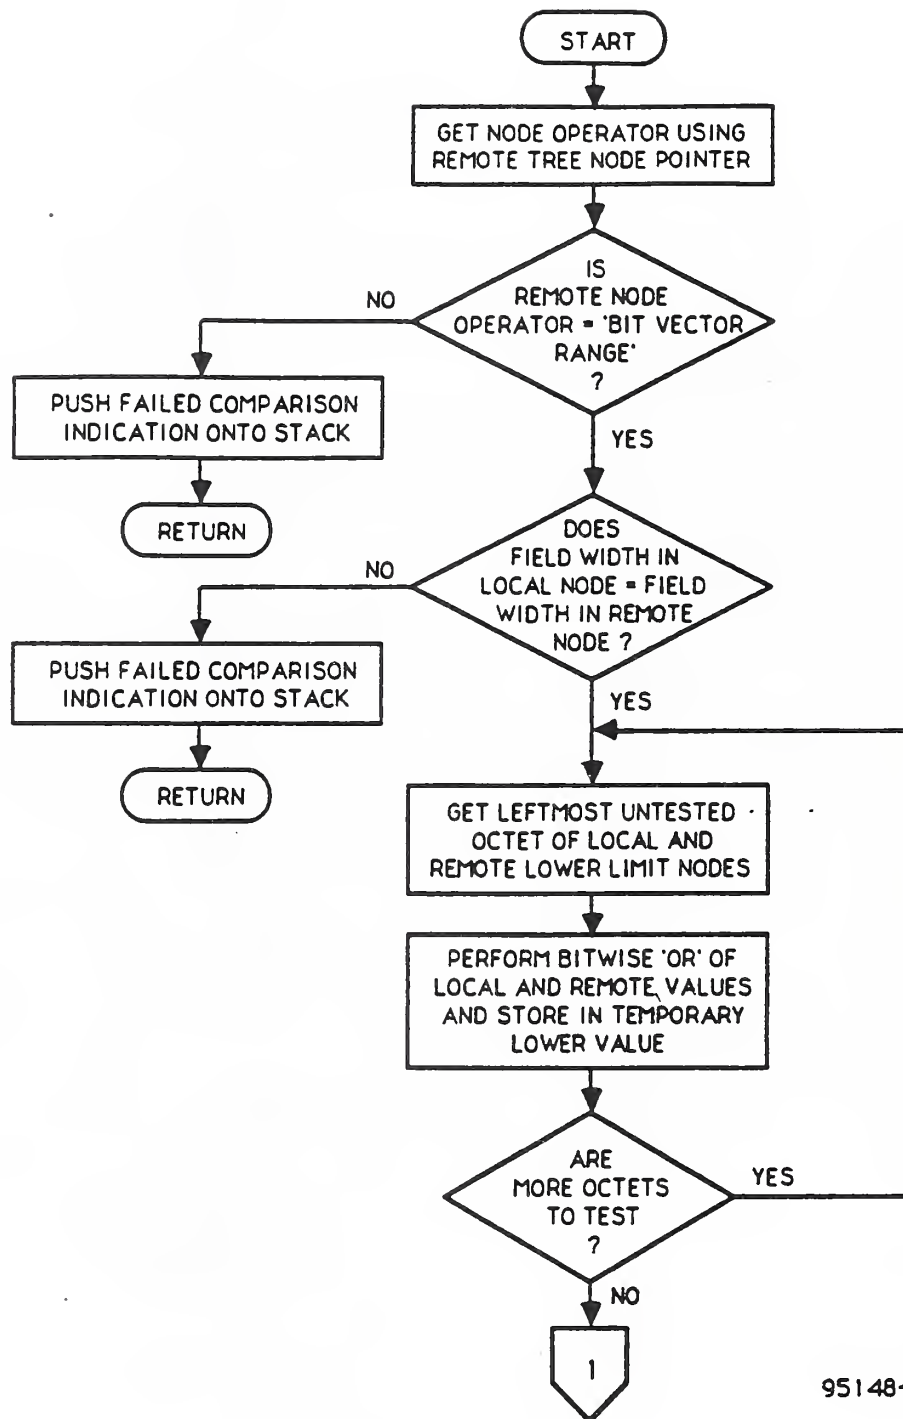 START
GET NODE OPERATOR USING
REMOTE TREE NODE POINTER
IS
REMOTE NODE
OPERATOR = 'BIT VECTOR
RANGE'
?
NO
YES
PUSH FAILED COMPARISON
INDICATION ONTO STACK
RETURN
DOES
FIELD WIDTH IN
LOCAL NODE = FIELD
WIDTH IN REMOTE
NODE ?
NO
YES
PUSH FAILED COMPARISON
INDICATION ONTO STACK
RETURN
GET LEFTMOST UNTESTED
OCTET OF LOCAL AND
REMOTE LOWER LIMIT NODES
PERFORM BITWISE 'OR' OF
LOCAL AND REMOTE VALUES
AND STORE IN TEMPORARY
LOWER VALUE
ARE
MORE OCTETS
TO TEST
?
YES
NO
1
95148-